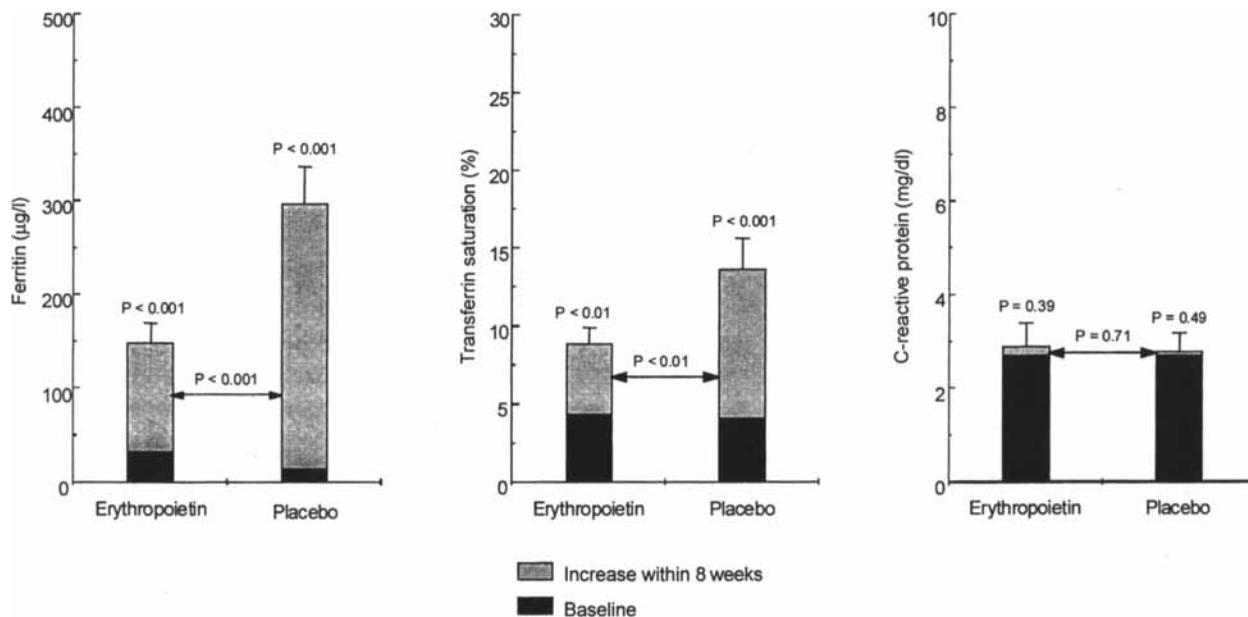 Ferritin (µg/l)
500
400
300
200
100
0
P < 0.001
P < 0.001
P < 0.001
Erythropoietin
Placebo
Transferrin saturation (%)
30
25
20
15
20
5
0
P < 0.01
P < 0.01
P < 0.001
Erythropoietin
Placebo
C-reactive protein (mg/dl)
10
8
6
4
2
0
P = 0.39
P = 0.71
P = 0.49
Erythropoietin
Placebo
Increase within 8 weeks
Baseline